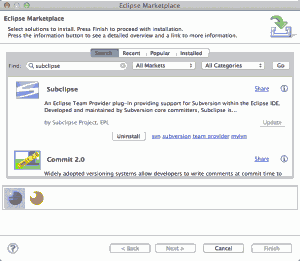 Eclipse Marketplace
Eclipse Marketplace
Select solutions to install. Press Finish to proceed with installation.
Press the information button to see a detailed overview and a link to more information.
Search Recent Popular Installed
Find: subclipse All Markets All Categories Go
Subclipse Share
An Eclipse Team Provider plug-in providing support for Subversion within the Eclipse IDE.
Developed and maintained by Subversion core committers, Subclipse is...
by Subclipse Project, EPL Update
Uninstall svn subversion team provider mylyn
Commit 2.0 Share
Widely adopted versioning systems allow developers to write comments at commit time to
? < Back Next > Cancel Finish